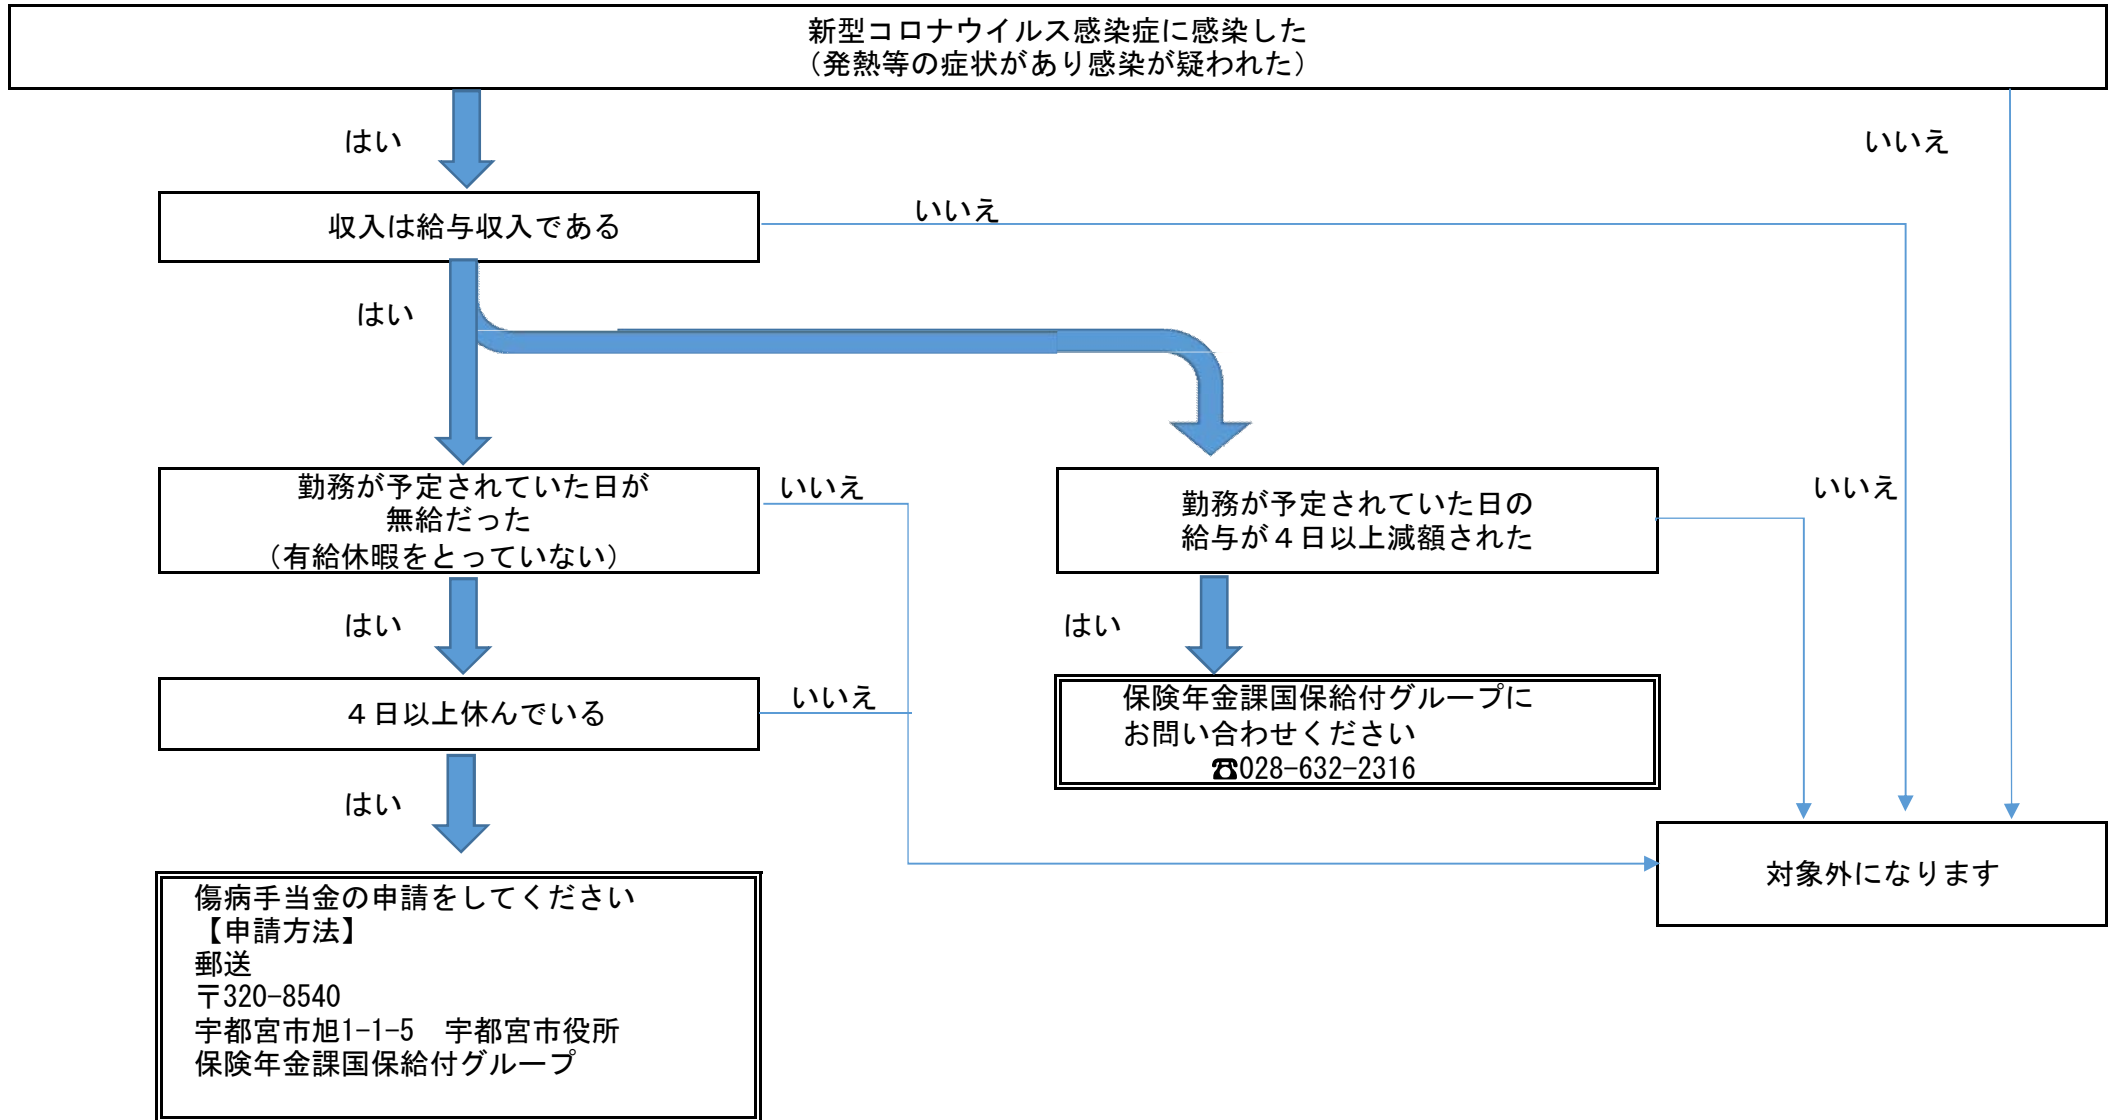 新型コロナウイルス感染症に感染した
（発熱等の症状があり感染が疑われた）
はい
いいえ
収入は給与収入である
いいえ
はい
勤務が予定されていた日が
無給だった
（有給休暇をとっていない）
いいえ
勤務が予定されていた日の
給与が４日以上減額された
いいえ
はい
はい
４日以上休んでいる
いいえ
保険年金課国保給付グループに
お問い合わせください
☎028-632-2316
はい
対象外になります
傷病手当金の申請をしてください
【申請方法】
郵送
〒320-8540
宇都宮市旭1-1-5　宇都宮市役所
保険年金課国保給付グループ